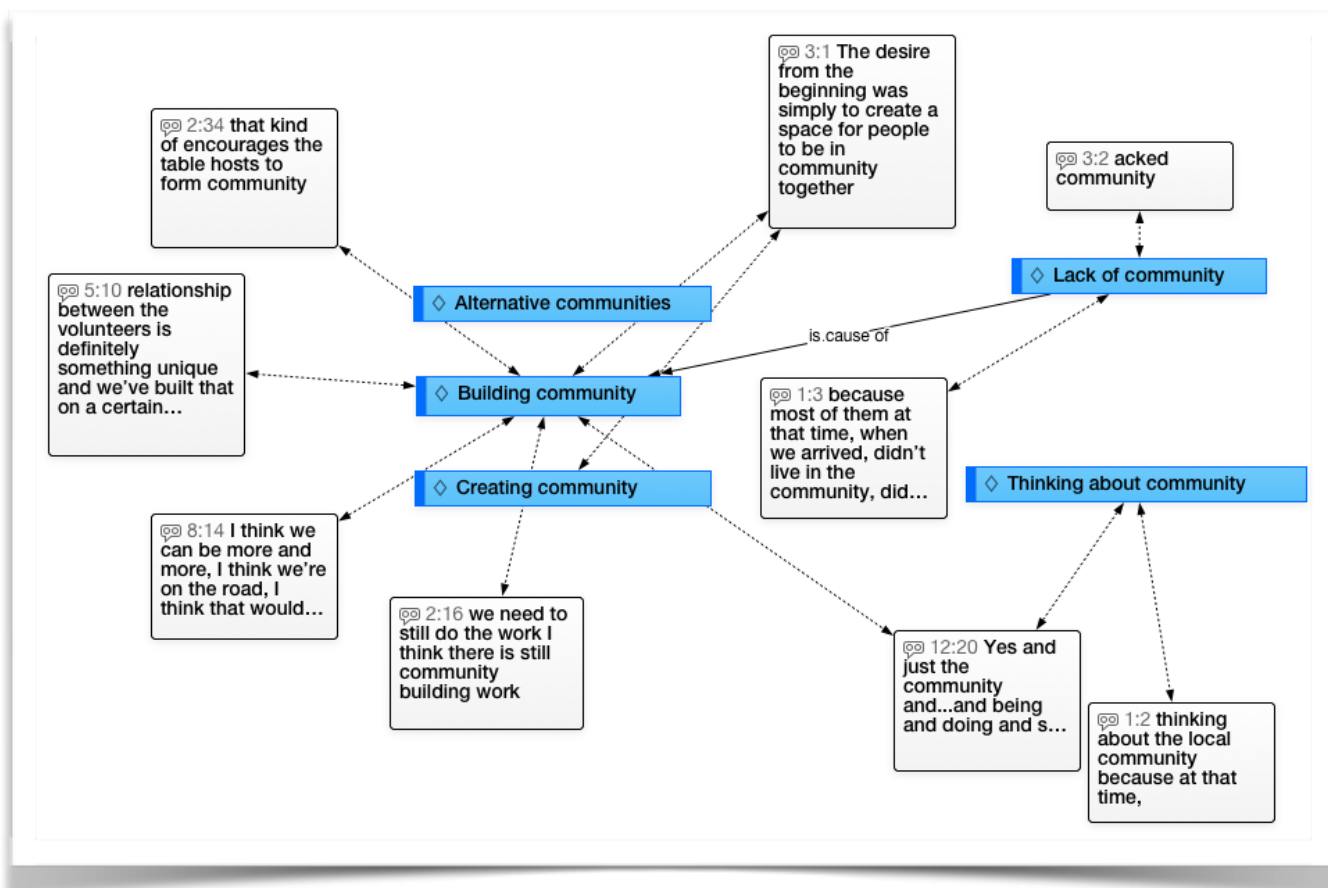 3:1 The desire
from the
beginning was
simply to create a
space for people
to be in
community
together
2:34 that kind
of encourages the
table hosts to
form community
3:2 acked
community
Lack of community
5:10 relationship
between the
volunteers is
definitely
something unique
and we’ve built that
on a certain…
Alternative communities
is.cause of
Building community
1:3 because
most of them at
that time, when
we arrived, didn’t
live in the
community, did…
Creating community
Thinking about community
8:14 I think we
can be more and
more, I think we’re
on the road, I
think that would…
2:16 we need to
still do the work I
think there is still
community
building work
12:20 Yes and
just the
community
and...and being
and doing and s…
1:2 thinking
about the local
community
because at that
time,